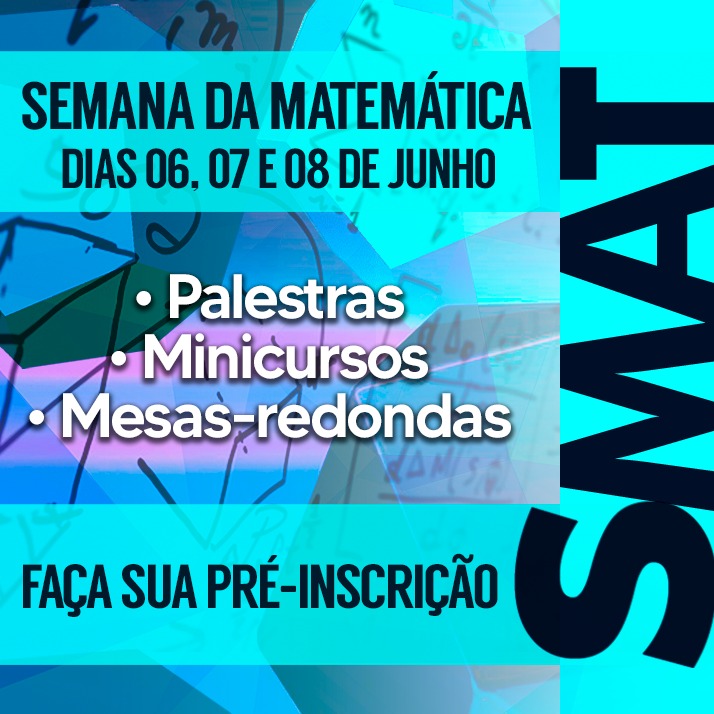 SEMANA DA MATEMÁTICA
DIAS 06, 07 E 08 DE JUNHO
• Palestras
• Minicursos
• Mesas-redondas
FAÇA SUA PRÉ-INSCRIÇÃO
SMAT